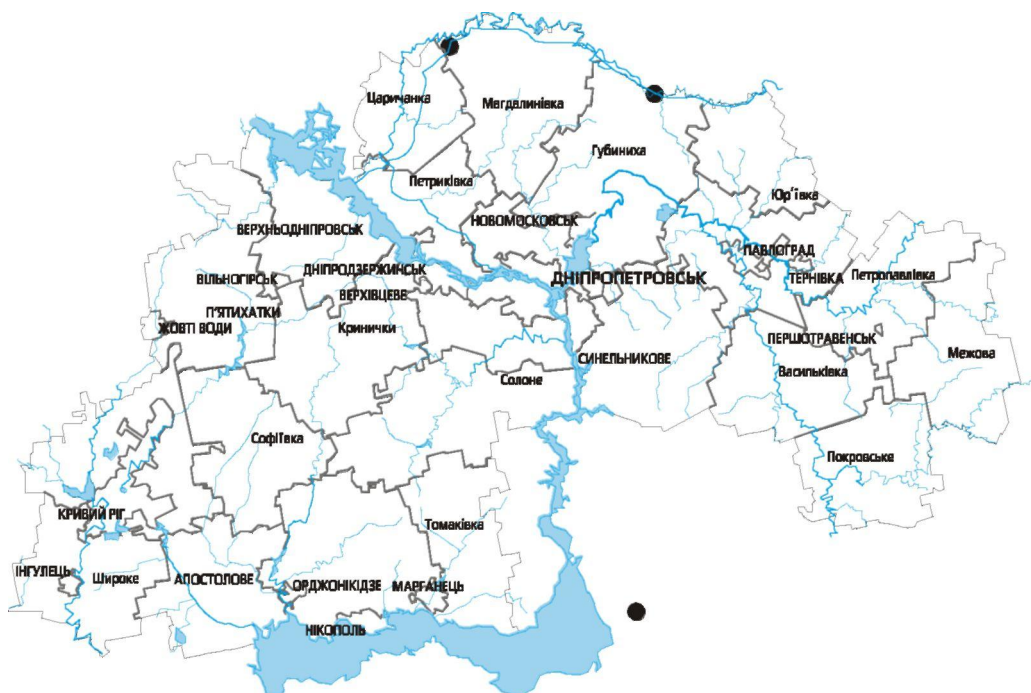 Царичанка
Магдалинівка
Губиниха
Петриківка
Юр'ївка
НОВОМОСКОВСЬК
ВЕРХНЬОДНІПРОВСЬК
ПАВЛОГРАД
ДНІПРОДЗЕРЖИНСЬК
ДНІПРОПЕТРОВСЬК
ТЕРНІВКА
Петропавлівка
ВІЛЬНОГІРСЬК
ВЕРХІВЦЕВЕ
П'ЯТИХАТКИ
ЖОВТІ ВОДИ
Кринички
ПЕРШОТРАВЕНСЬК
СИНЕЛЬНИКОВЕ
Межова
Солоне
Васильківка
Софіївка
Покровське
КРИВИЙ РІГ
Томаківка
ІНГУЛЕЦЬ
Широке
АПОСТОЛОВЕ
ОРДЖОНІКІДЗЕ
МАРГАНЕЦЬ
НІКОПОЛЬ